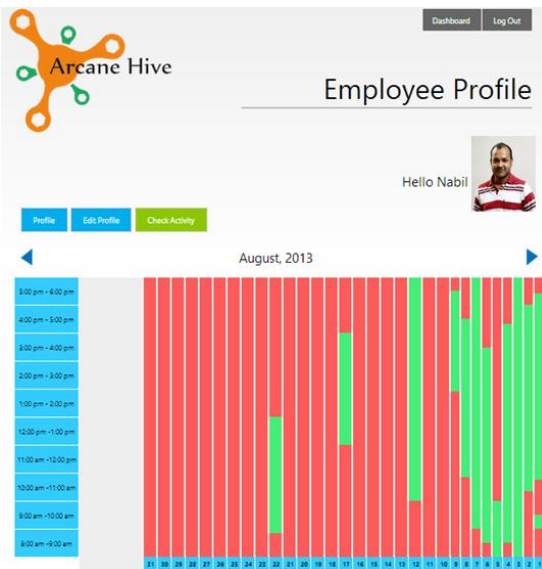 Dashboard Log Out
Arcane Hive
Employee Profile
Hello Nabil
Profile Edit Profile Check Activity
August, 2013
5:00 pm - 6:00 pm
4:00 pm - 5:00 pm
3:00 pm - 4:00 pm
2:00 pm - 3:00 pm
1:00 pm - 2:00 pm
12:00 pm -1:00 pm
11:00 am -12:00 pm
10:00 am -11:00 am
9:00 am -10:00 am
8:00 am -9:00 am
31 30 29 28 27 26 25 24 23 22 21 20 19 18 17 16 15 14 13 12 11 10 9 8 7 6 5 4 3 2 1